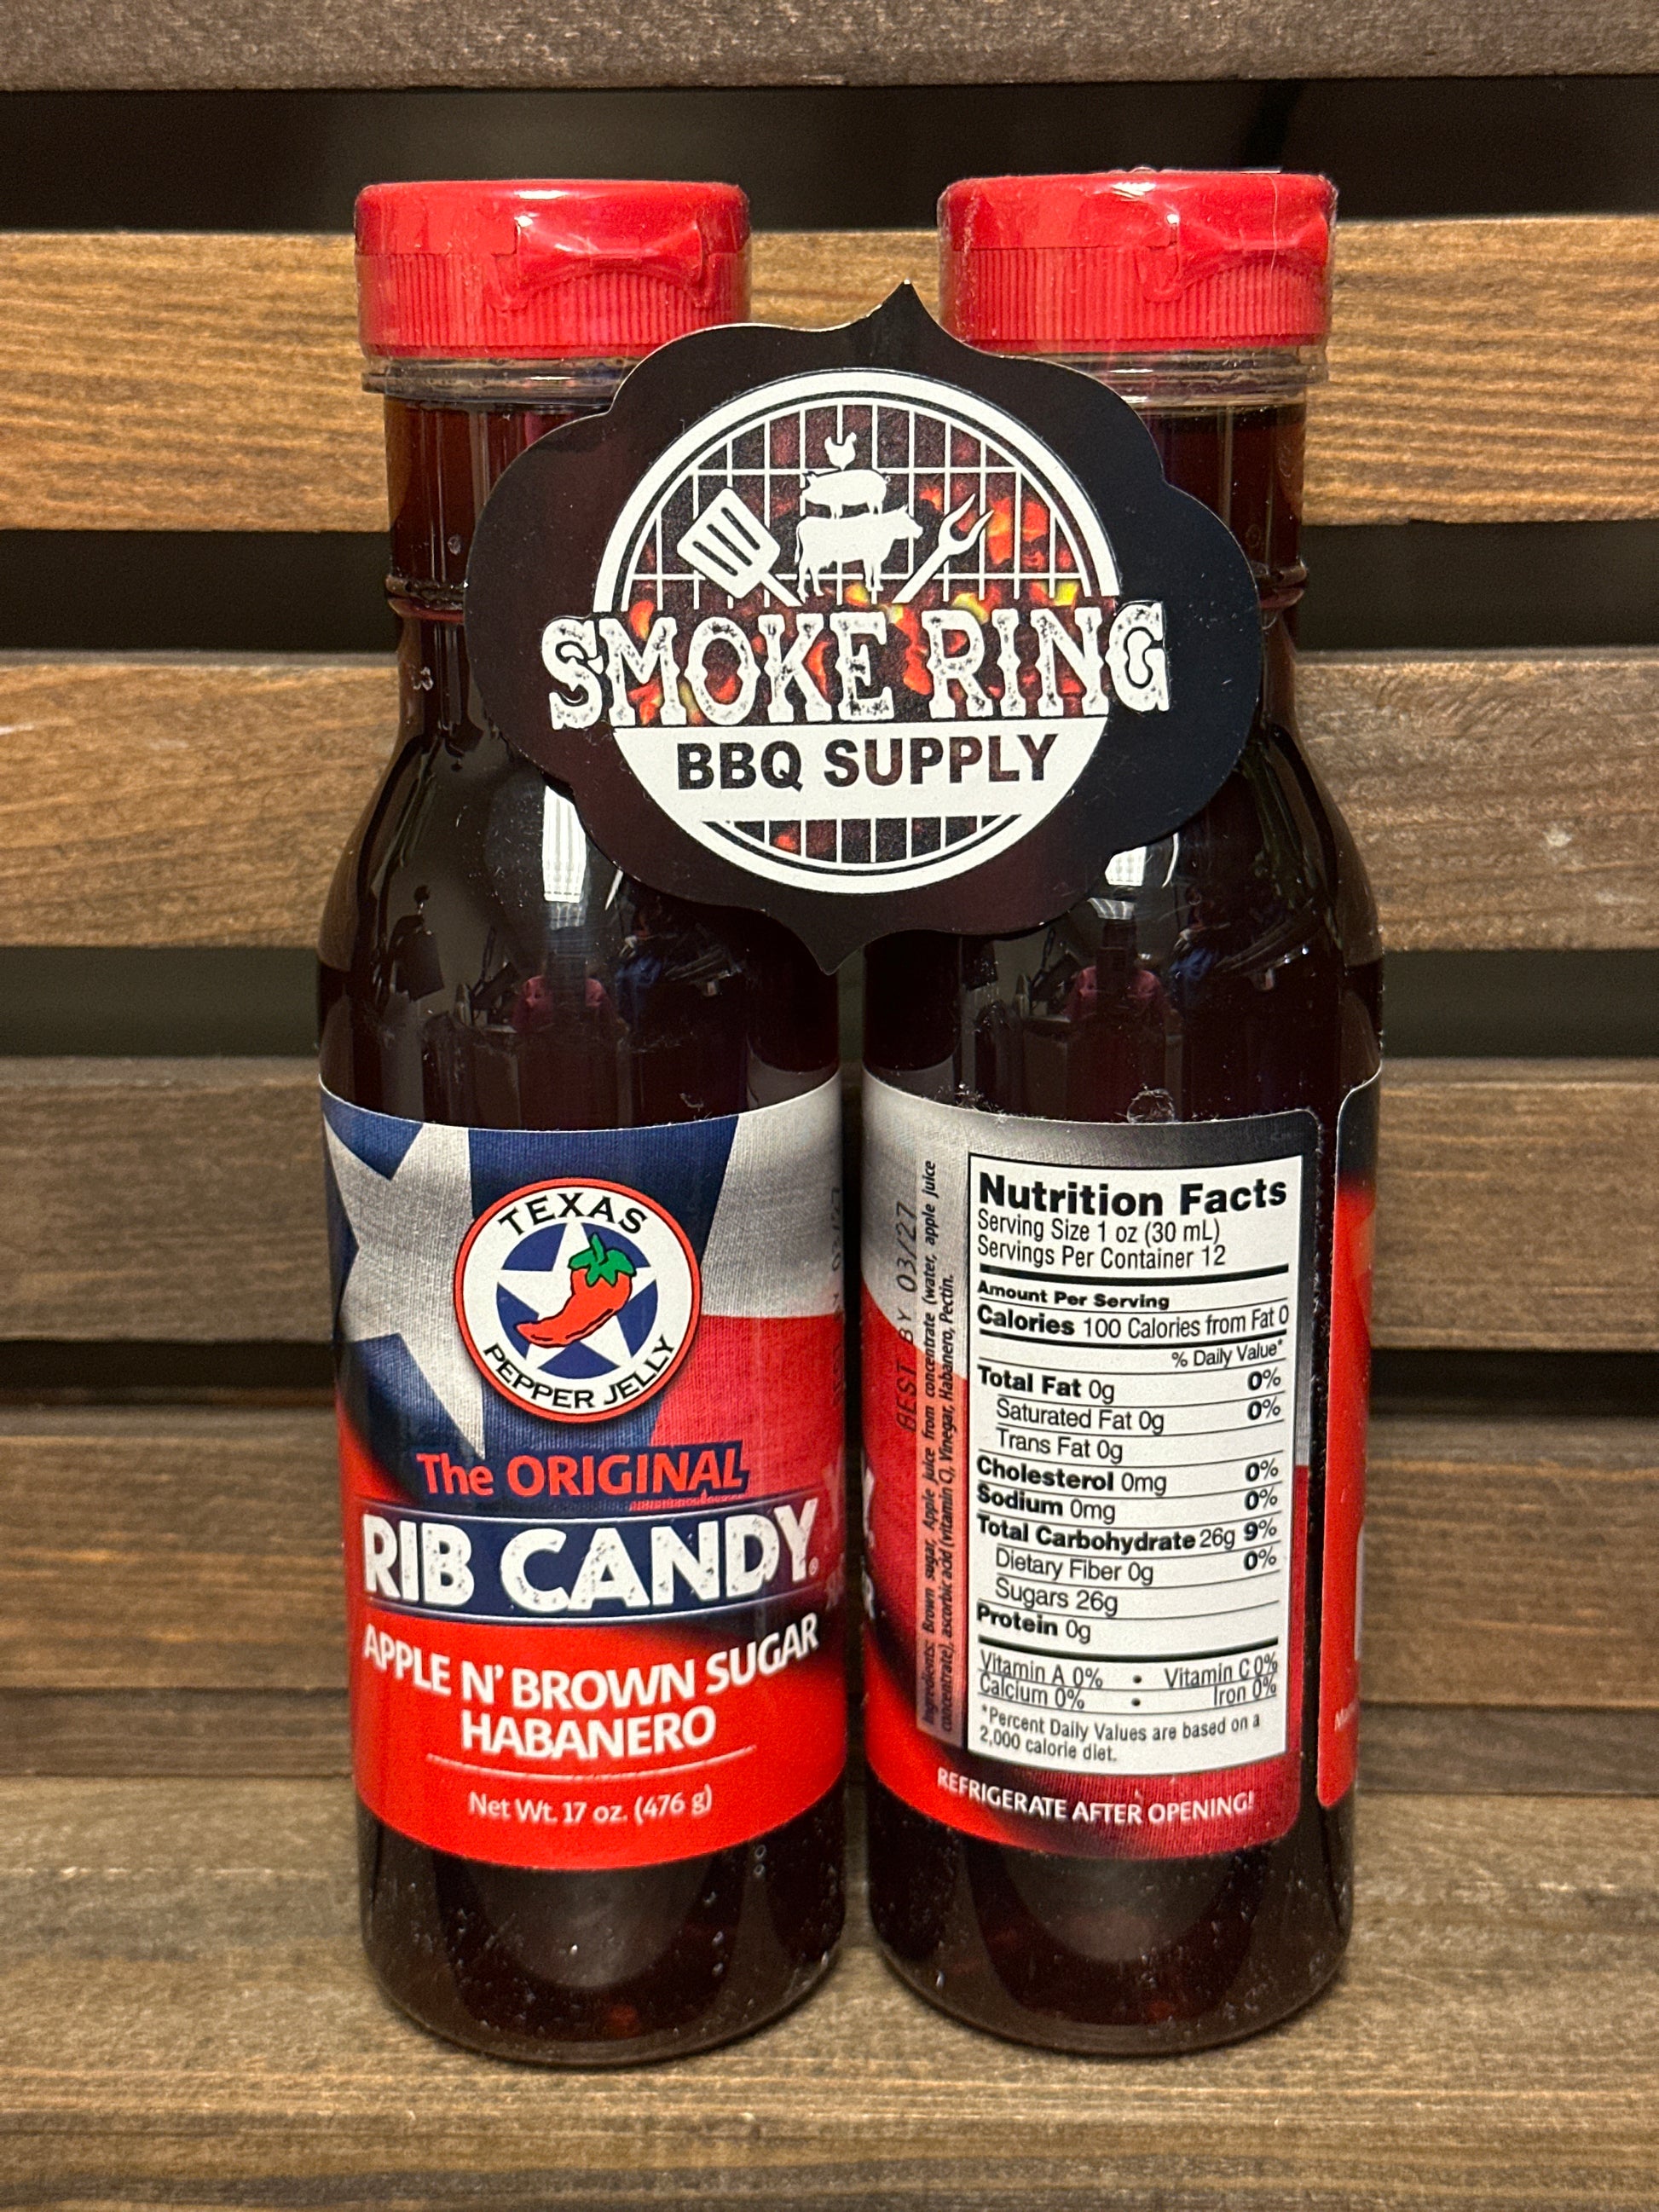 SMOKE RING
BBQ SUPPLY
TEXAS
PEPPER JELLY
The ORIGINAL
RIB CANDY®
APPLE N' BROWN SUGAR
HABANERO
Net Wt. 17 oz. (476 g)
BEST BY 03/27
Ingredients: Brown sugar, Apple Juice from concentrate (water, apple juice
concentrate), ascorbic acid (vitamin C), Vinegar, Habanero, Pectin.
Nutrition Facts
Serving Size 1 oz (30 mL)
Servings Per Container 12
Amount Per Serving
Calories 100 Calories from Fat 0
% Daily Value*
Total Fat 0g 0%
Saturated Fat 0g 0%
Trans Fat 0g
Cholesterol 0mg 0%
Sodium 0mg 0%
Total Carbohydrate 26g 9%
Dietary Fiber 0g 0%
Sugars 26g
Protein 0g
Vitamin A 0% • Vitamin C 0%
Calcium 0% • Iron 0%
*Percent Daily Values are based on a
2,000 calorie diet.
REFRIGERATE AFTER OPENING!